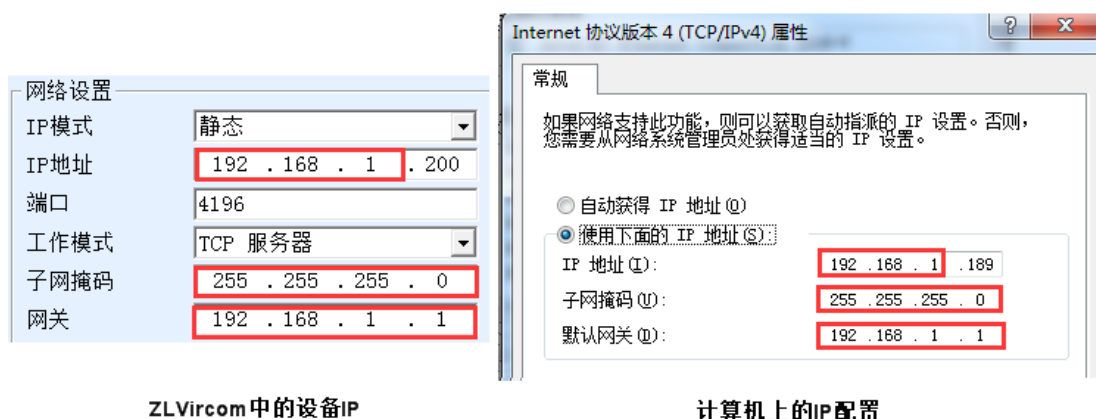 网络设置
IP模式 静态
IP地址 192 . 168 . 1 . 200
端口 4196
工作模式 TCP 服务器
子网掩码 255 . 255 . 255 . 0
网关 192 . 168 . 1 . 1
ZLVircom中的设备IP
Internet 协议版本 4 (TCP/IPv4) 属性
常规
如果网络支持此功能，则可以获取自动指派的 IP 设置。否则，
您需要从网络系统管理员处获得适当的 IP 设置。
自动获得 IP 地址(O)
使用下面的 IP 地址(S):
IP 地址(I): 192 .168 . 1 .189
子网掩码(U): 255 .255 .255 . 0
默认网关(D): 192 .168 . 1 . 1
计算机上的IP配置